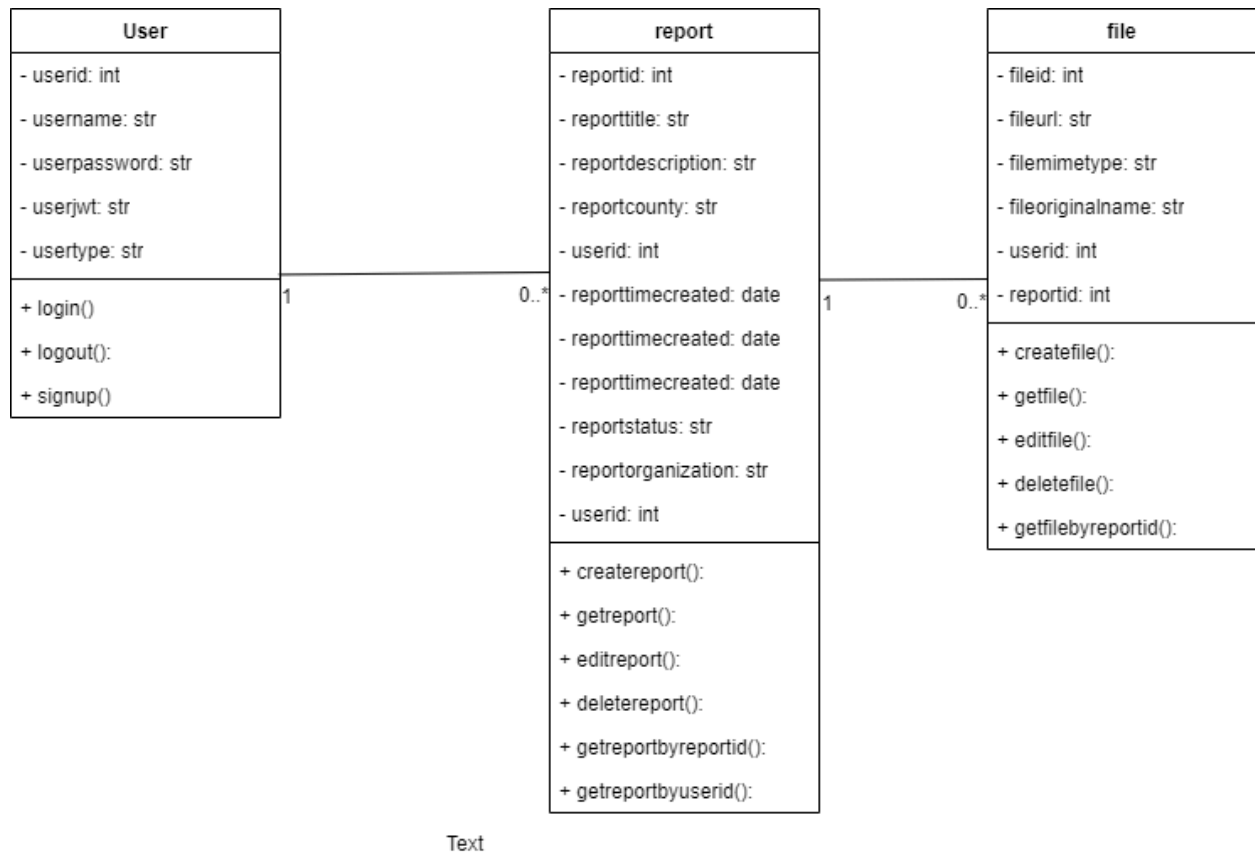 User
- userid: int
- username: str
- userpassword: str
- userjwt: str
- usertype: str
+ login()
+ logout():
+ signup()
1
0..*
report
- reportid: int
- reporttitle: str
- reportdescription: str
- reportcounty: str
- userid: int
- reporttimecreated: date
- reporttimecreated: date
- reporttimecreated: date
- reportstatus: str
- reportorganization: str
- userid: int
+ createreport():
+ getreport():
+ editreport():
+ deletereport():
+ getreportbyreportid():
+ getreportbyuserid():
1
0..*
file
- fileid: int
- fileurl: str
- filemimetype: str
- fileoriginalname: str
- userid: int
- reportid: int
+ createfile():
+ getfile():
+ editfile():
+ deletefile():
+ getfilebyreportid():
Text